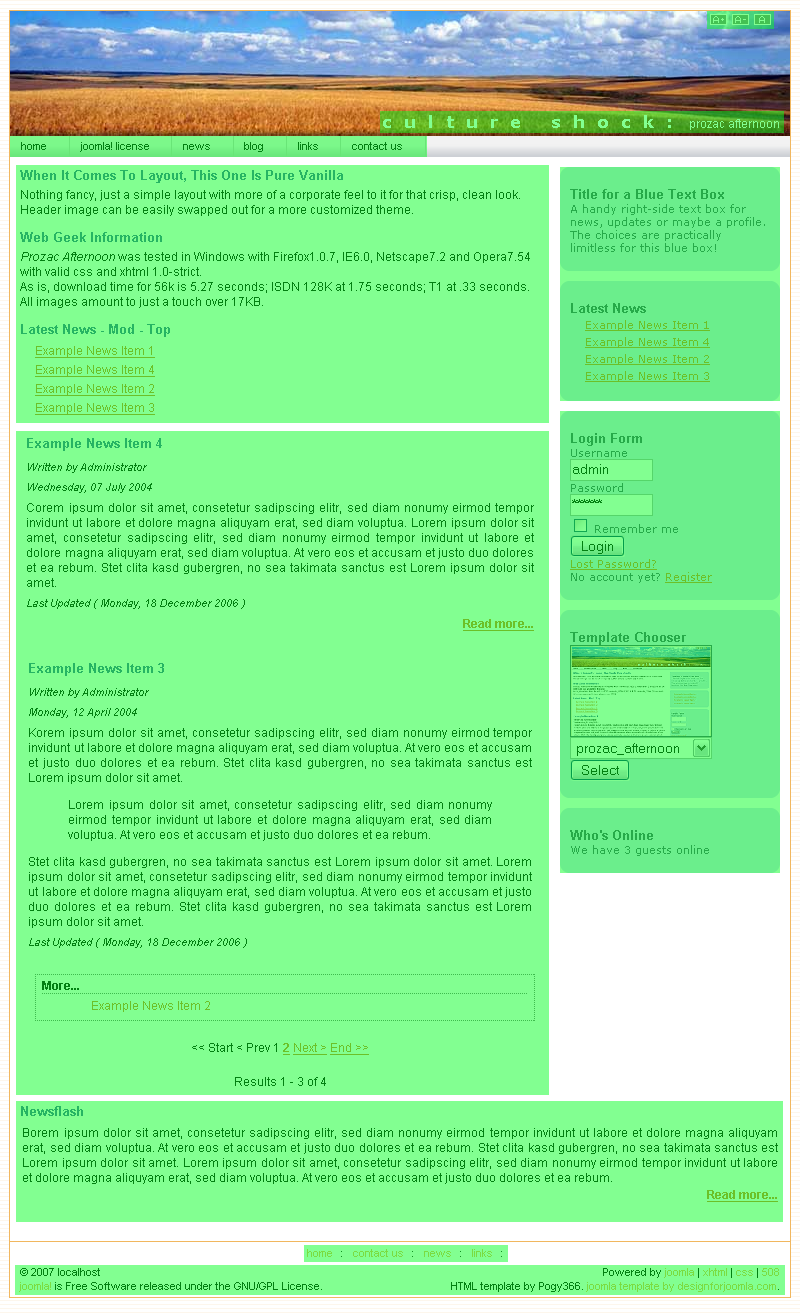 A+ A- A
culture shock: prozac afternoon
home joomla! license news blog links contact us
When It Comes To Layout, This One Is Pure Vanilla
Nothing fancy, just a simple layout with more of a corporate feel to it for that crisp, clean look.
Header image can be easily swapped out for a more customized theme.
Web Geek Information
Prozac Afternoon was tested in Windows with Firefox1.0.7, IE6.0, Netscape7.2 and Opera7.54
with valid css and xhtml 1.0-strict.
As is, download time for 56k is 5.27 seconds; ISDN 128K at 1.75 seconds; T1 at .33 seconds.
All images amount to just a touch over 17KB.
Latest News - Mod - Top
Example News Item 1
Example News Item 4
Example News Item 2
Example News Item 3
Example News Item 4
Written by Administrator
Wednesday, 07 July 2004
Corem ipsum dolor sit amet, consetetur sadipscing elitr, sed diam nonumy eirmod tempor
invidunt ut labore et dolore magna aliquyam erat, sed diam voluptua. Lorem ipsum dolor sit
amet, consetetur sadipscing elitr, sed diam nonumy eirmod tempor invidunt ut labore et
dolore magna aliquyam erat, sed diam voluptua. At vero eos et accusam et justo duo dolores
et ea rebum. Stet clita kasd gubergren, no sea takimata sanctus est Lorem ipsum dolor sit
amet.
Last Updated ( Monday, 18 December 2006 )
Read more...
Example News Item 3
Written by Administrator
Monday, 12 April 2004
Korem ipsum dolor sit amet, consetetur sadipscing elitr, sed diam nonumy eirmod tempor
invidunt ut labore et dolore magna aliquyam erat, sed diam voluptua. At vero eos et accusam
et justo duo dolores et ea rebum. Stet clita kasd gubergren, no sea takimata sanctus est
Lorem ipsum dolor sit amet.
Lorem ipsum dolor sit amet, consetetur sadipscing elitr, sed diam nonumy
eirmod tempor invidunt ut labore et dolore magna aliquyam erat, sed diam
voluptua. At vero eos et accusam et justo duo dolores et ea rebum.
Stet clita kasd gubergren, no sea takimata sanctus est Lorem ipsum dolor sit amet. Lorem
ipsum dolor sit amet, consetetur sadipscing elitr, sed diam nonumy eirmod tempor invidunt
ut labore et dolore magna aliquyam erat, sed diam voluptua. At vero eos et accusam et justo
duo dolores et ea rebum. Stet clita kasd gubergren, no sea takimata sanctus est Lorem
ipsum dolor sit amet.
Last Updated ( Monday, 18 December 2006 )
More...
Example News Item 2
<< Start < Prev 1 2 Next > End >>
Results 1 - 3 of 4
Title for a Blue Text Box
A handy right-side text box for
news, updates or maybe a profile.
The choices are practically
limitless for this blue box!
Latest News
Example News Item 1
Example News Item 4
Example News Item 2
Example News Item 3
Login Form
Username
admin
Password
******
Remember me
Login
Lost Password?
No account yet? Register
Template Chooser
prozac_afternoon
Select
Who's Online
We have 3 guests online
Newsflash
Borem ipsum dolor sit amet, consetetur sadipscing elitr, sed diam nonumy eirmod tempor invidunt ut labore et dolore magna aliquyam
erat, sed diam voluptua. At vero eos et accusam et justo duo dolores et ea rebum. Stet clita kasd gubergren, no sea takimata sanctus est
Lorem ipsum dolor sit amet. Lorem ipsum dolor sit amet, consetetur sadipscing elitr, sed diam nonumy eirmod tempor invidunt ut labore
et dolore magna aliquyam erat, sed diam voluptua. At vero eos et accusam et justo duo dolores et ea rebum.
Read more...
home : contact us : news : links :
© 2007 localhost Powered by joomla | xhtml | css | 508
joomla! is Free Software released under the GNU/GPL License. HTML template by Pogy366. joomla template by designforjoomla.com.